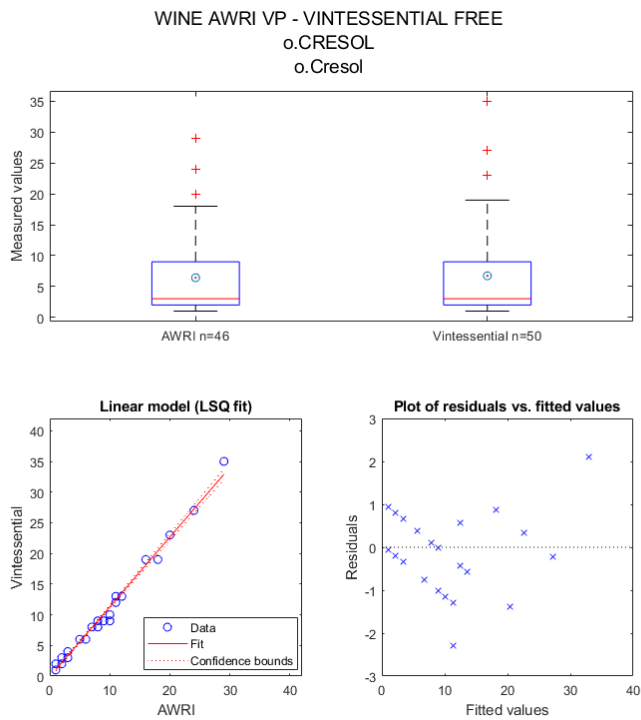 WINE AWRI VP - VINTESSENTIAL FREE
o.CRESOL
o.Cresol
35
30
25
20
15
10
5
0
Measured values
AWRI n=46
Vintessential n=50
Linear model (LSQ fit)
40
35
30
25
20
15
10
5
0
Vintessential
Data
Fit
Confidence bounds
0 10 20 30 40
AWRI
Plot of residuals vs. fitted values
3
2
1
0
-1
-2
-3
Residuals
0 10 20 30 40
Fitted values